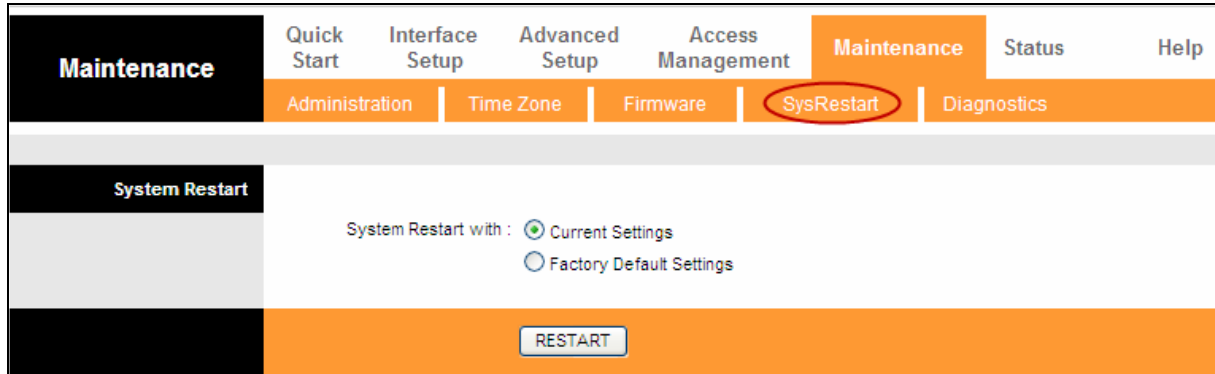 Maintenance
Quick Start
Interface Setup
Advanced Setup
Access Management
Maintenance
Status
Help
Administration
Time Zone
Firmware
SysRestart
Diagnostics
System Restart
System Restart with : Current Settings
Factory Default Settings
RESTART